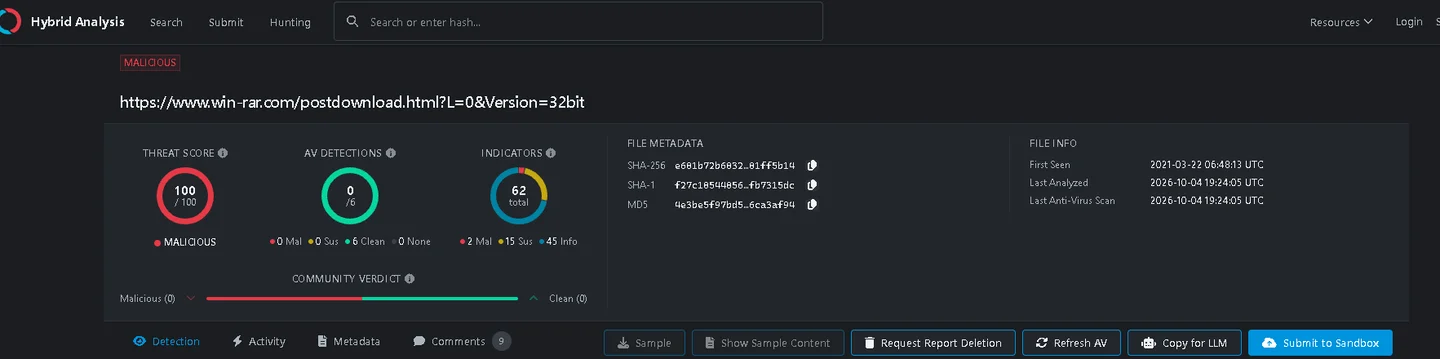 Hybrid Analysis Search Submit Hunting Search or enter hash... Resources Login
MALICIOUS
https://www.win-rar.com/postdownload.html?L=0&Version=32bit
THREAT SCORE
100
/ 100
MALICIOUS
AV DETECTIONS
0
/6
0 Mal 0 Sus 6 Clean 0 None
INDICATORS
62
total
2 Mal 15 Sus 45 Info
COMMUNITY VERDICT
Malicious (0) Clean (0)
FILE METADATA
SHA-256 e601b72b6032…01ff5b14
SHA-1 f27c10544056…fb7315dc
MD5 4e3be5f97bd5…6ca3af94
FILE INFO
First Seen 2021-03-22 06:48:13 UTC
Last Analyzed 2026-10-04 19:24:05 UTC
Last Anti-Virus Scan 2026-10-04 19:24:05 UTC
Detection Activity Metadata Comments 9 Sample Show Sample Content Request Report Deletion Refresh AV Copy for LLM Submit to Sandbox